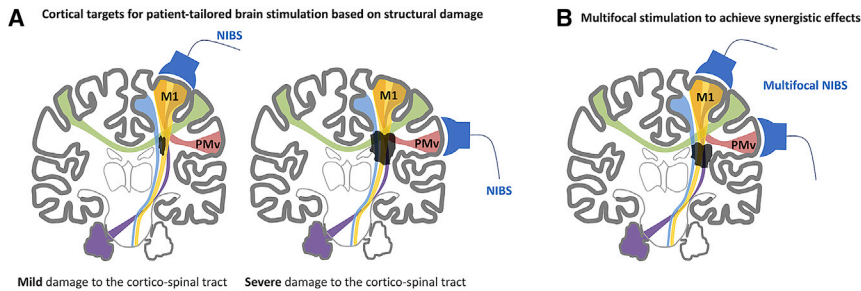 A
Cortical targets for patient-tailored brain stimulation based on structural damage
NIBS
M1
PMv
M1
PMv
NIBS
Mild damage to the cortico-spinal tract
Severe damage to the cortico-spinal tract
B
Multifocal stimulation to achieve synergistic effects
Multifocal NIBS
M1
PMv